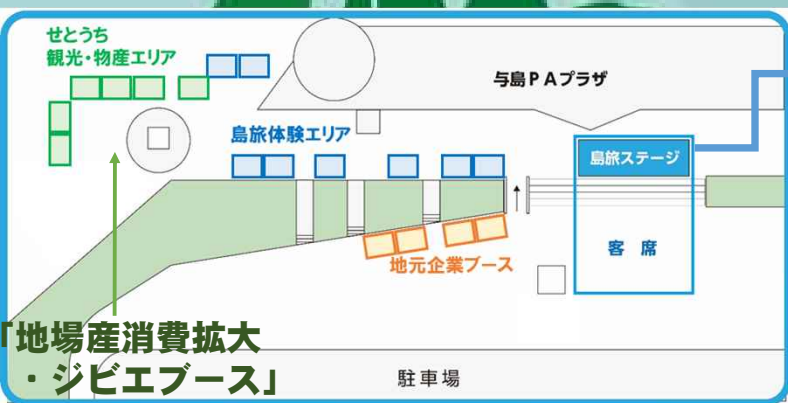 せとうち
観光・物産エリア
与島PAプラザ
島旅体験エリア
島旅ステージ
客席
地元企業ブース
「地場産消費拡大
・ジビエブース」
駐車場